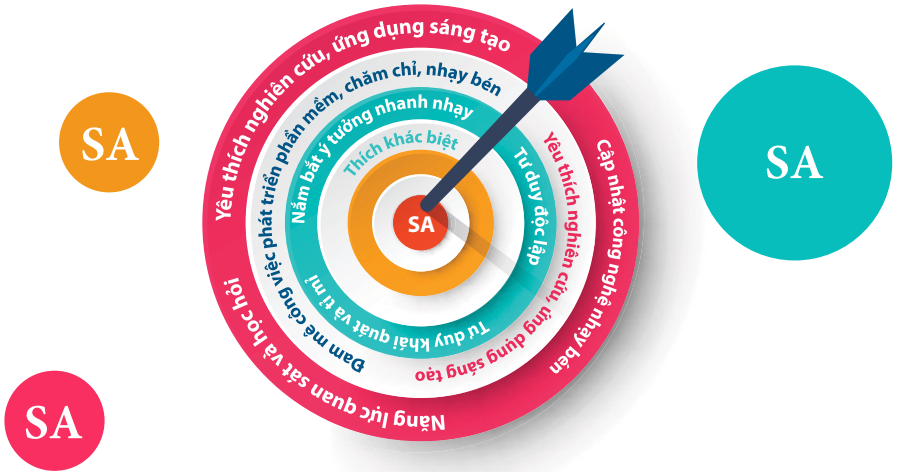 Yêu thích nghiên cứu, ứng dụng sáng tạo
Đam mê công việc phát triển phần mềm, chăm chỉ, nhạy bén
Nắm bắt ý tưởng nhanh nhạy
Thích khác biệt
SA
SA
SA
Tư duy độc lập
Yêu thích nghiên cứu, ứng dụng sáng tạo
Cập nhật công nghệ nhạy bén
Tư duy khái quát và tỉ mỉ
Năng lực quan sát và học hỏi
SA